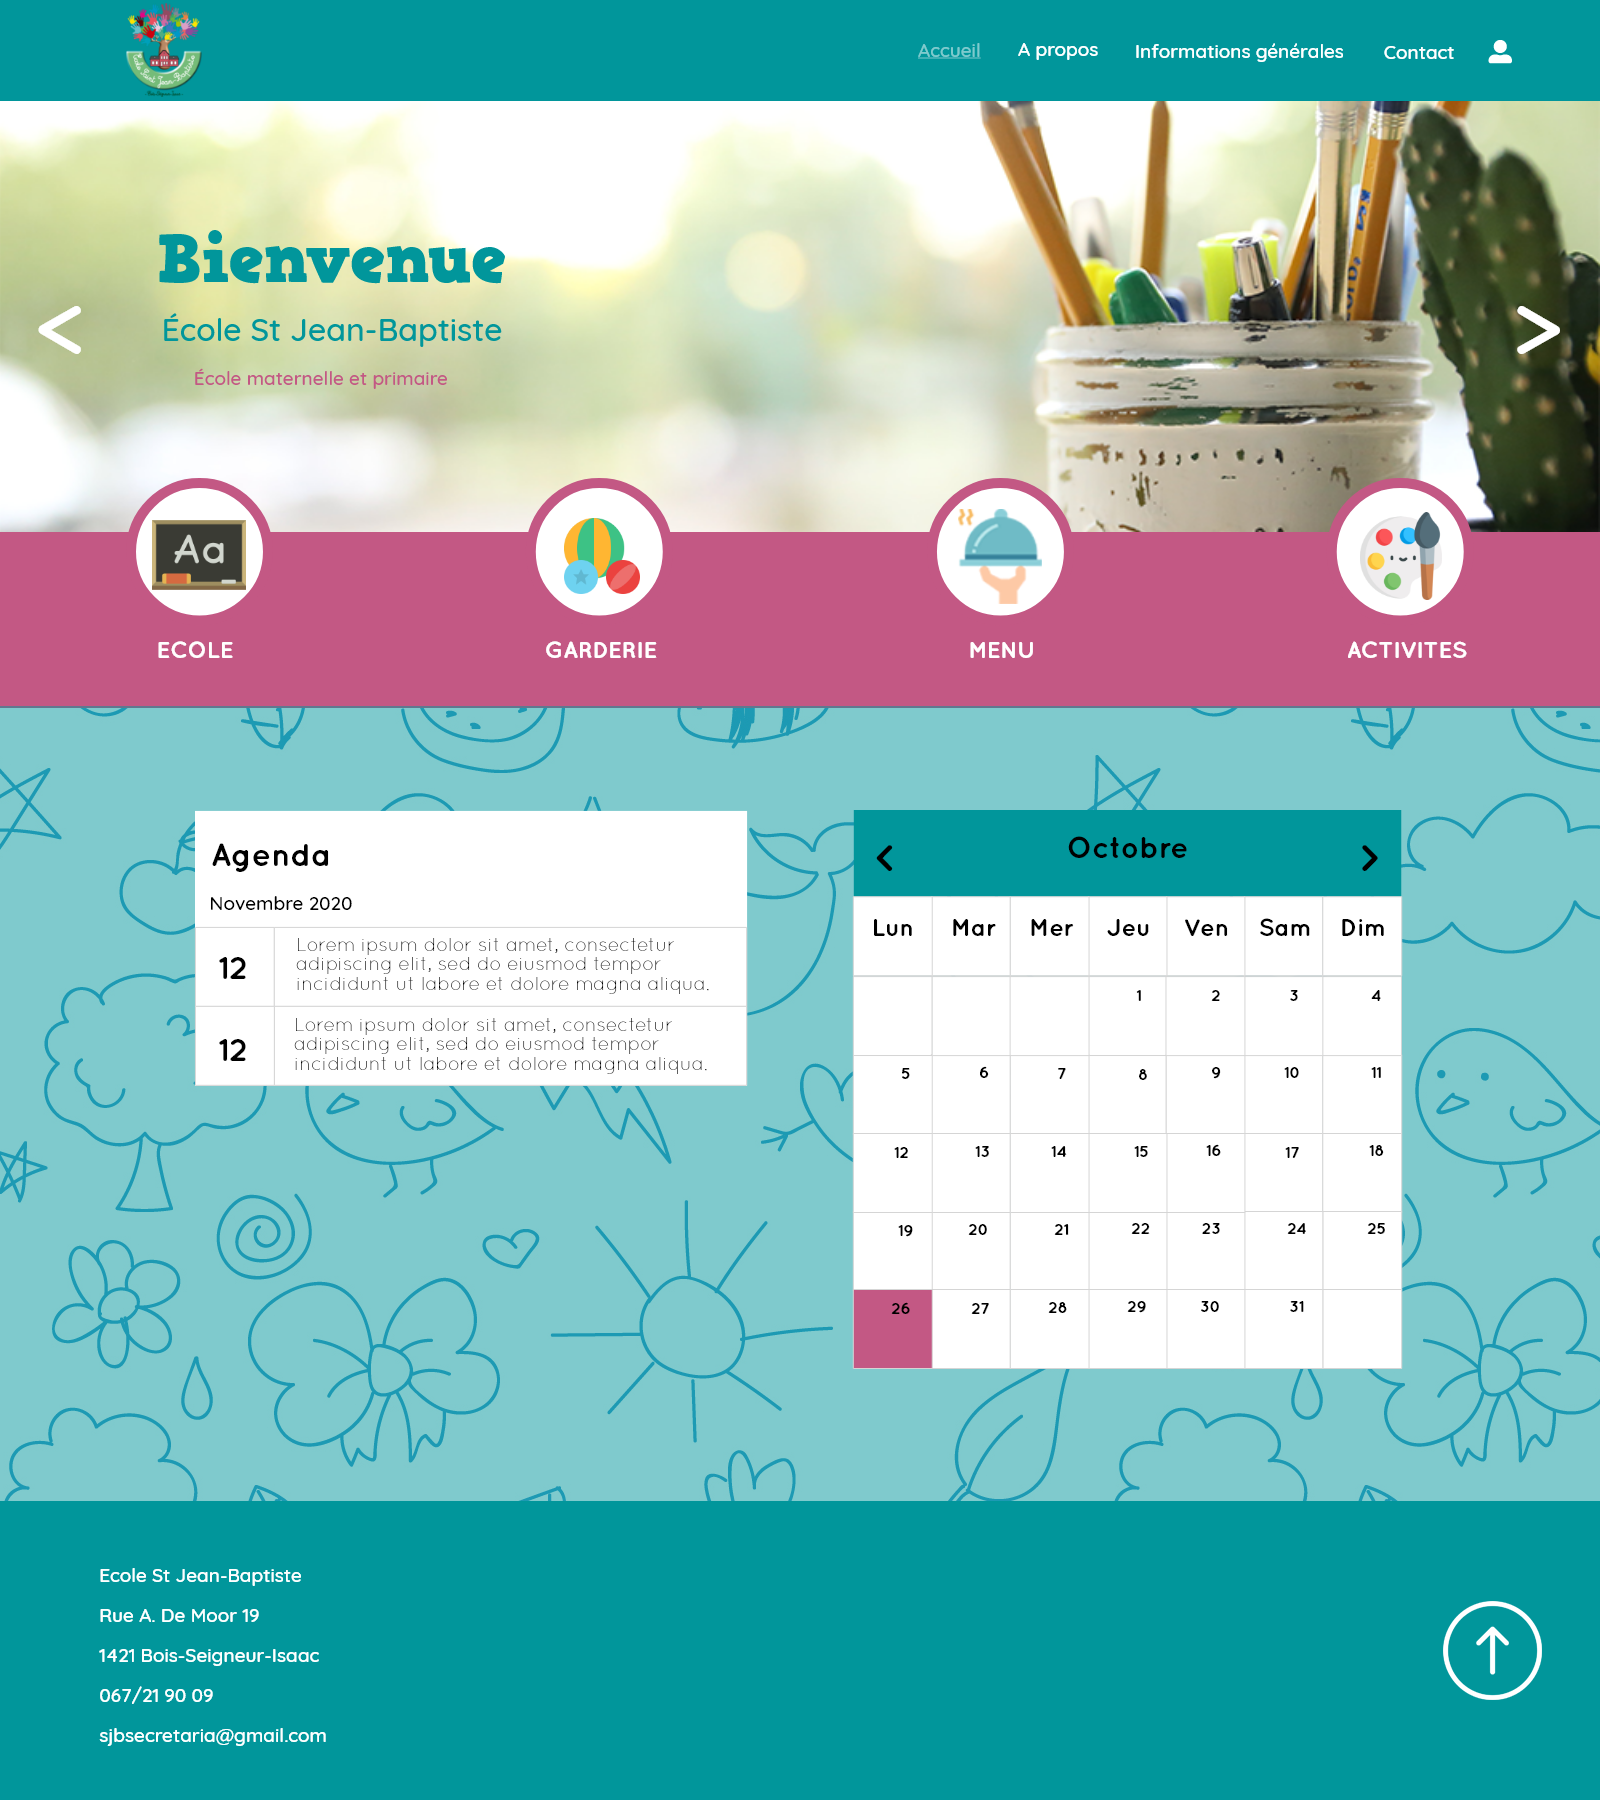 Ecole Saint Jean-Baptiste
Accueil
A propos
Informations générales
Contact
Bienvenue
École St Jean-Baptiste
École maternelle et primaire
Aa
ECOLE
GARDERIE
MENU
ACTIVITES
Agenda
Novembre 2020
12
Lorem ipsum dolor sit amet, consectetur
adipiscing elit, sed do eiusmod tempor
incididunt ut labore et dolore magna aliqua.
12
Lorem ipsum dolor sit amet, consectetur
adipiscing elit, sed do eiusmod tempor
incididunt ut labore et dolore magna aliqua.
Octobre
Lun Mar Mer Jeu Ven Sam Dim
1 2 3 4
5 6 7 8 9 10 11
12 13 14 15 16 17 18
19 20 21 22 23 24 25
26 27 28 29 30 31
Ecole St Jean-Baptiste
Rue A. De Moor 19
1421 Bois-Seigneur-Isaac
067/21 90 09
sjbsecretaria@gmail.com